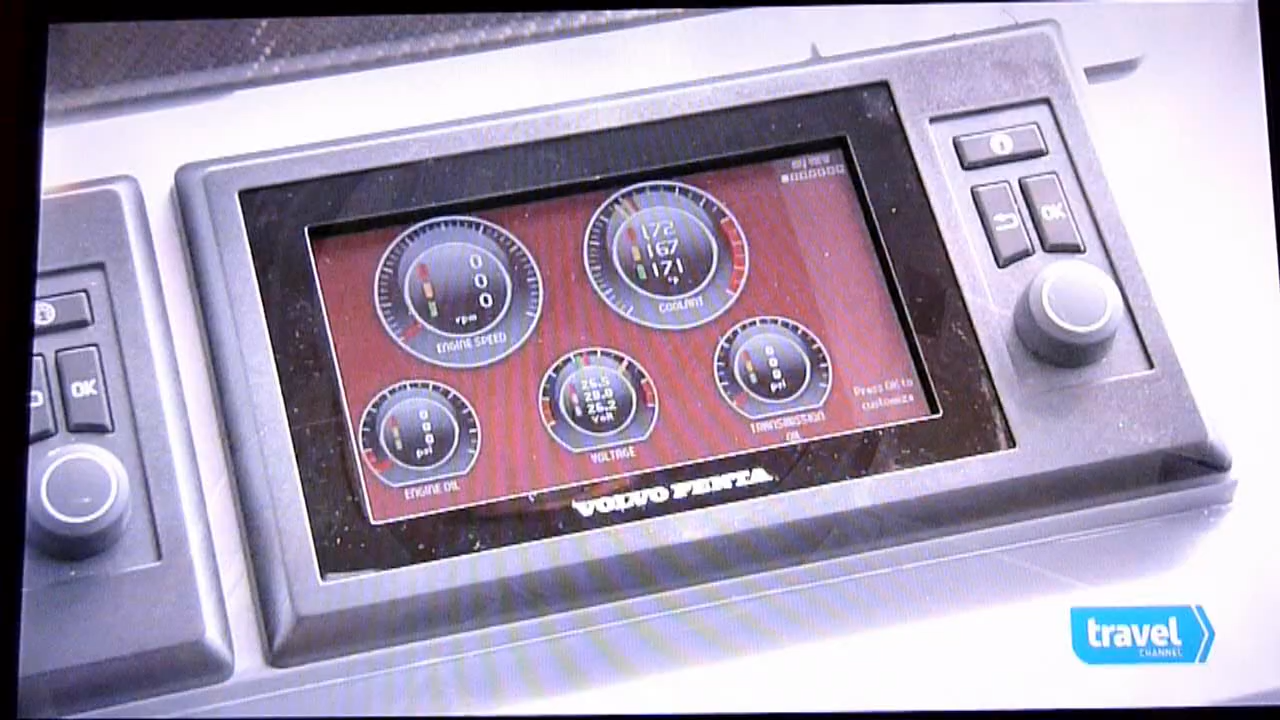 0
0
0
rpm
ENGINE SPEED
172
167
171
°F
COOLANT
0
0
0
psi
ENGINE OIL
26.5
28.0
26.2
Volt
VOLTAGE
0
0
0
psi
TRANSMISSION
OIL
Press OK to
customize
VOLVO PENTA
OK
OK
travel
CHANNEL